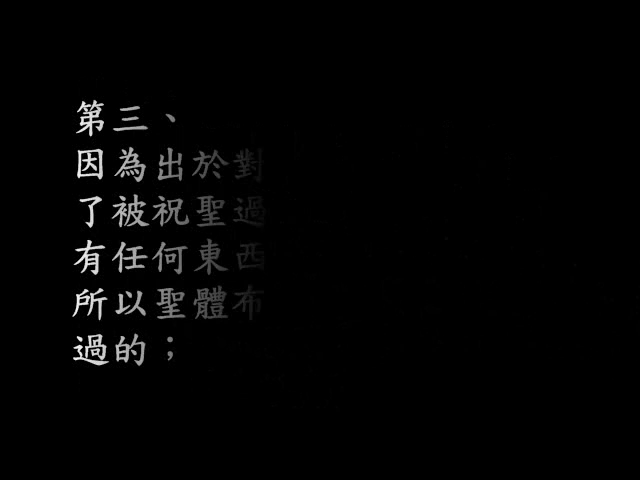 第三、
因為出於對
了被祝聖過
有任何東西
所以聖體布
過的；